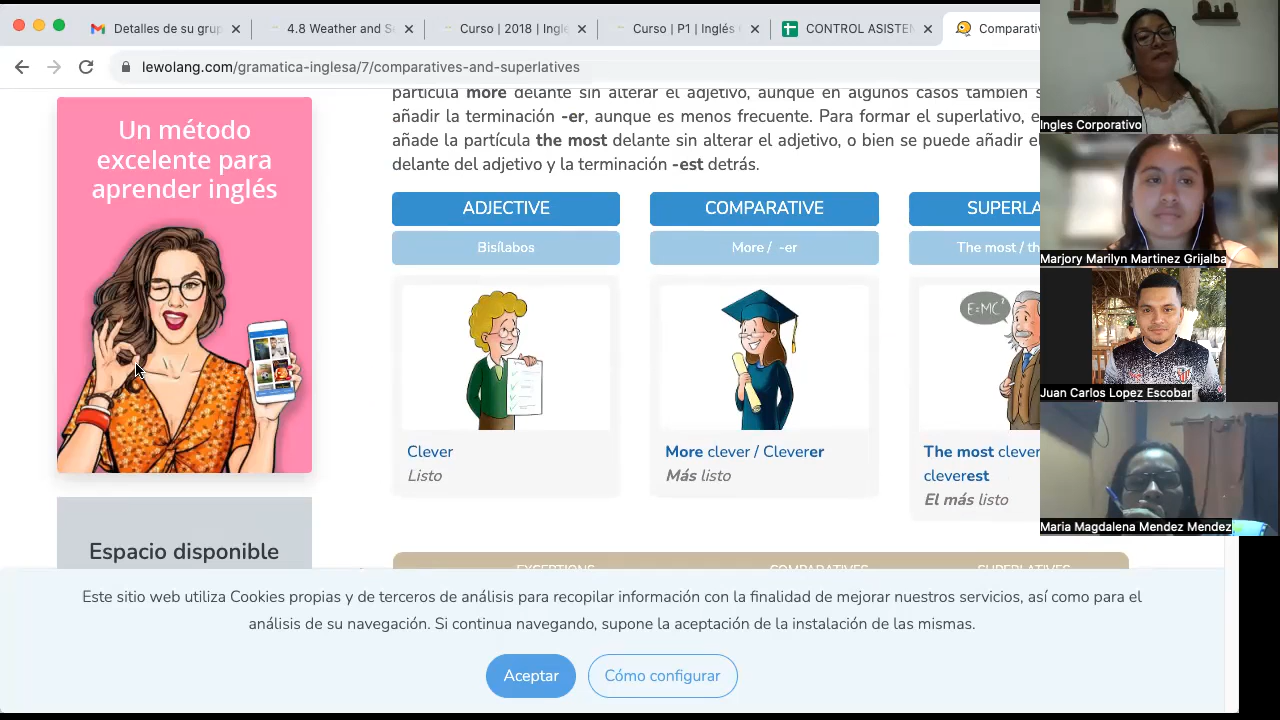 Detalles de su grup
4.8 Weather and Se
Curso | 2018 | Ingle
Curso | P1 | Inglés
CONTROL ASISTEN
Comparativ
lewolang.com/gramatica-inglesa/7/comparatives-and-superlatives
Un método
excelente para
aprender inglés
Espacio disponible
partícula more delante sin alterar el adjetivo, aunque en algunos casos también s
añadir la terminación -er, aunque es menos frecuente. Para formar el superlativo, e
añade la partícula the most delante sin alterar el adjetivo, o bien se puede añadir el
delante del adjetivo y la terminación -est detrás.
ADJECTIVE
COMPARATIVE
SUPERLA
Bisílabos
More / -er
The most / th
E=MC²
Clever
Listo
More clever / Cleverer
Más listo
The most clever
cleverest
El más listo
EXCEPTIONS
COMPARATIVES
SUPERLATIVES
Este sitio web utiliza Cookies propias y de terceros de análisis para recopilar información con la finalidad de mejorar nuestros servicios, así como para el
análisis de su navegación. Si continua navegando, supone la aceptación de la instalación de las mismas.
Aceptar
Cómo configurar
Ingles Corporativo
Marjory Marilyn Martinez Grijalba
Juan Carlos Lopez Escobar
Maria Magdalena Mendez Mendez